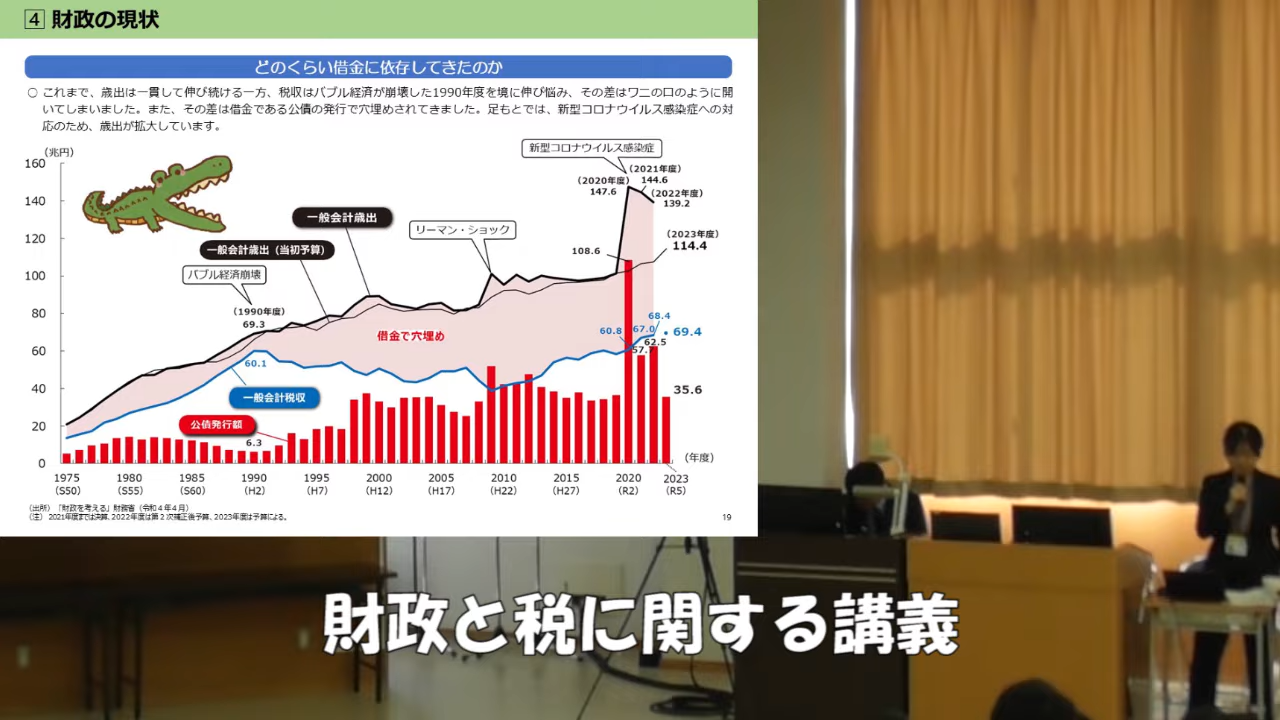 4 財政の現状
どのくらい借金に依存してきたのか
○ これまで、歳出は一貫して伸び続ける一方、税収はバブル経済が崩壊した1990年度を境に伸び悩み、その差はワニの口のように開
いてしまいました。また、その差は借金である公債の発行で穴埋めされてきました。足もとでは、新型コロナウイルス感染症への対
応のため、歳出が拡大しています。
(兆円)
160
140
120
100
80
60
40
20
0
新型コロナウイルス感染症
(2020年度)
147.6
(2021年度)
144.6
(2022年度)
139.2
(2023年度)
114.4
一般会計歳出
リーマン・ショック
一般会計歳出(当初予算)
108.6
バブル経済崩壊
(1990年度)
69.3
借金で穴埋め
60.8
67.0
68.4
69.4
62.5
57.7
60.1
一般会計税収
35.6
公債発行額
6.3
(年度)
1975 1980 1985 1990 1995 2000 2005 2010 2015 2020 2023
(S50) (S55) (S60) (H2) (H7) (H12) (H17) (H22) (H27) (R2) (R5)
(出所)「財政を考える」財務省(令和4年4月)
(注) 2021年度までは決算、2022年度は第2次補正後予算、2023年度は予算による。
19
財政と税に関する講義